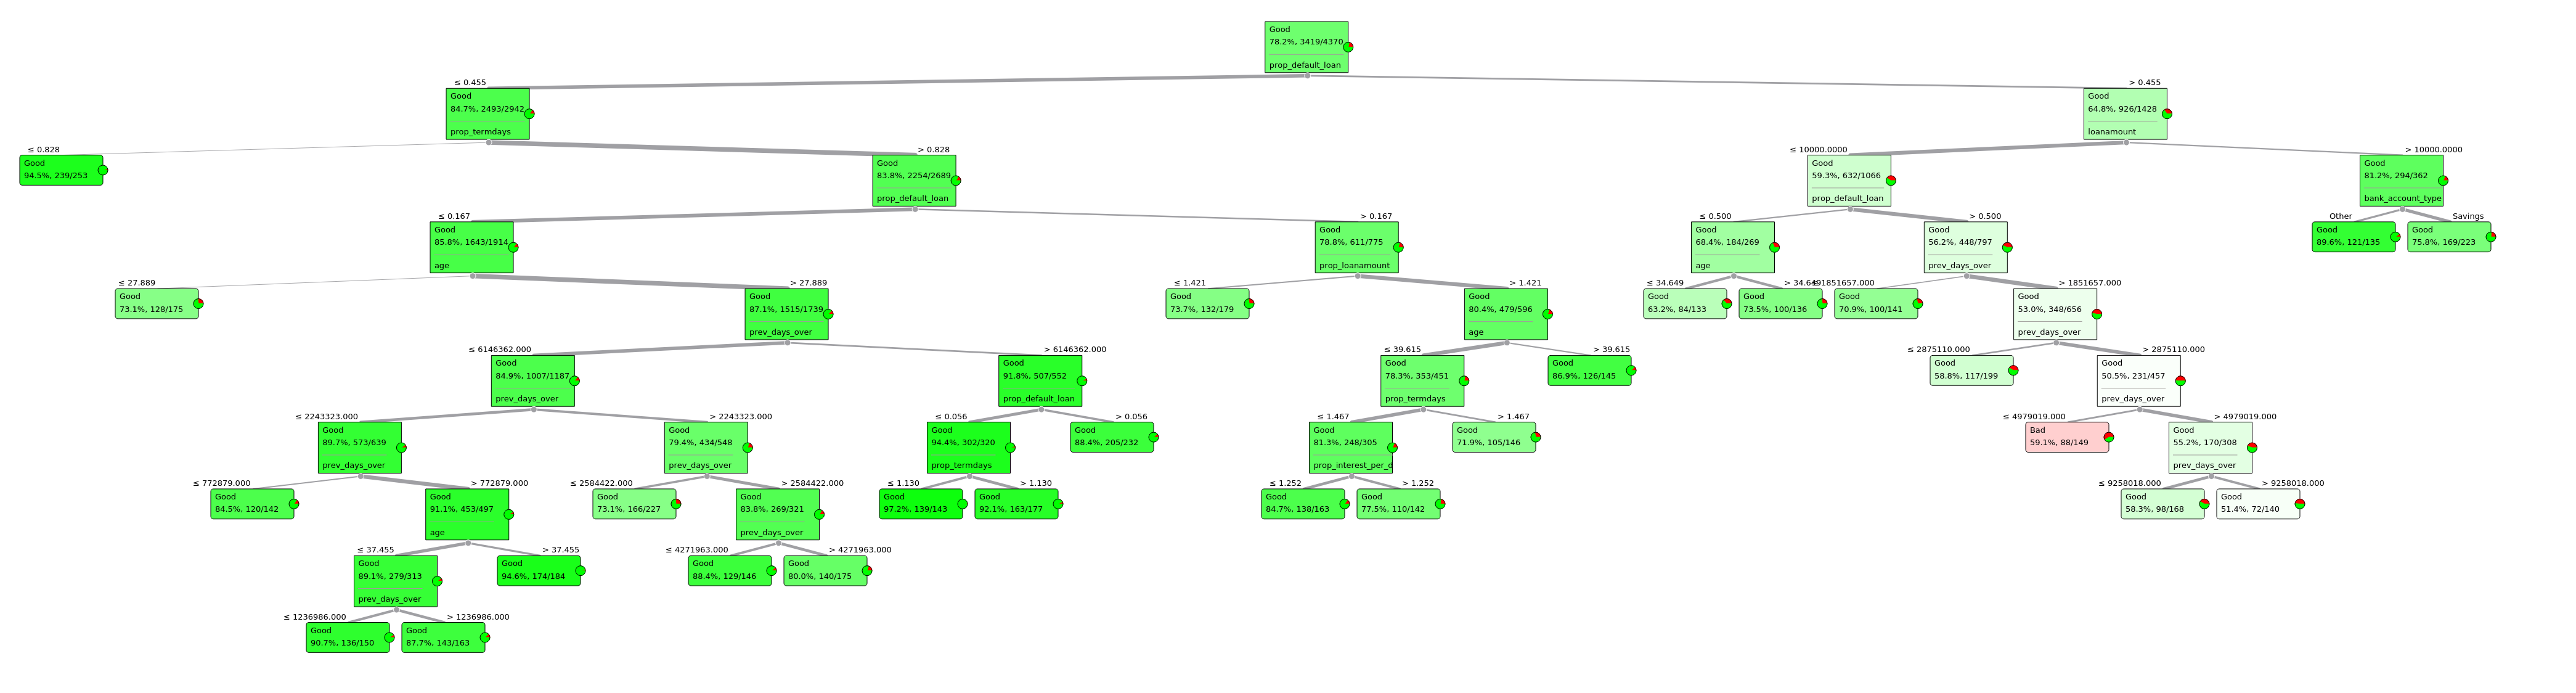 Good
78.2%, 3419/4370
prop_default_loan
≤ 0.455
> 0.455
Good
84.7%, 2493/2942
prop_termdays
Good
64.8%, 926/1428
loanamount
≤ 0.828
> 0.828
≤ 10000.0000
> 10000.0000
Good
94.5%, 239/253
Good
83.8%, 2254/2689
prop_default_loan
Good
59.3%, 632/1066
prop_default_loan
Good
81.2%, 294/362
bank_account_type
≤ 0.167
> 0.167
≤ 0.500
> 0.500
Other
Savings
Good
85.8%, 1643/1914
age
Good
78.8%, 611/775
prop_loanamount
Good
68.4%, 184/269
age
Good
56.2%, 448/797
prev_days_over
Good
89.6%, 121/135
Good
75.8%, 169/223
≤ 27.889
> 27.889
≤ 1.421
> 1.421
≤ 34.649
> 34.649
≤ 1851657.000
> 1851657.000
Good
73.1%, 128/175
Good
87.1%, 1515/1739
prev_days_over
Good
73.7%, 132/179
Good
80.4%, 479/596
age
Good
63.2%, 84/133
Good
73.5%, 100/136
Good
70.9%, 100/141
Good
53.0%, 348/656
prev_days_over
≤ 6146362.000
> 6146362.000
≤ 39.615
> 39.615
≤ 2875110.000
> 2875110.000
Good
84.9%, 1007/1187
prev_days_over
Good
91.8%, 507/552
prop_default_loan
Good
78.3%, 353/451
prop_termdays
Good
86.9%, 126/145
Good
58.8%, 117/199
Good
50.5%, 231/457
prev_days_over
≤ 2243323.000
> 2243323.000
≤ 0.056
> 0.056
≤ 1.467
> 1.467
≤ 4979019.000
> 4979019.000
Good
89.7%, 573/639
prev_days_over
Good
79.4%, 434/548
prev_days_over
Good
94.4%, 302/320
prop_termdays
Good
88.4%, 205/232
Good
81.3%, 248/305
prop_interest_per_d
Good
71.9%, 105/146
Bad
59.1%, 88/149
Good
55.2%, 170/308
prev_days_over
≤ 772879.000
> 772879.000
≤ 2584422.000
> 2584422.000
≤ 1.130
> 1.130
≤ 1.252
> 1.252
≤ 9258018.000
> 9258018.000
Good
84.5%, 120/142
Good
91.1%, 453/497
age
Good
73.1%, 166/227
Good
83.8%, 269/321
prev_days_over
Good
97.2%, 139/143
Good
92.1%, 163/177
Good
84.7%, 138/163
Good
77.5%, 110/142
Good
58.3%, 98/168
Good
51.4%, 72/140
≤ 37.455
> 37.455
≤ 4271963.000
> 4271963.000
Good
89.1%, 279/313
prev_days_over
Good
94.6%, 174/184
Good
88.4%, 129/146
Good
80.0%, 140/175
≤ 1236986.000
> 1236986.000
Good
90.7%, 136/150
Good
87.7%, 143/163